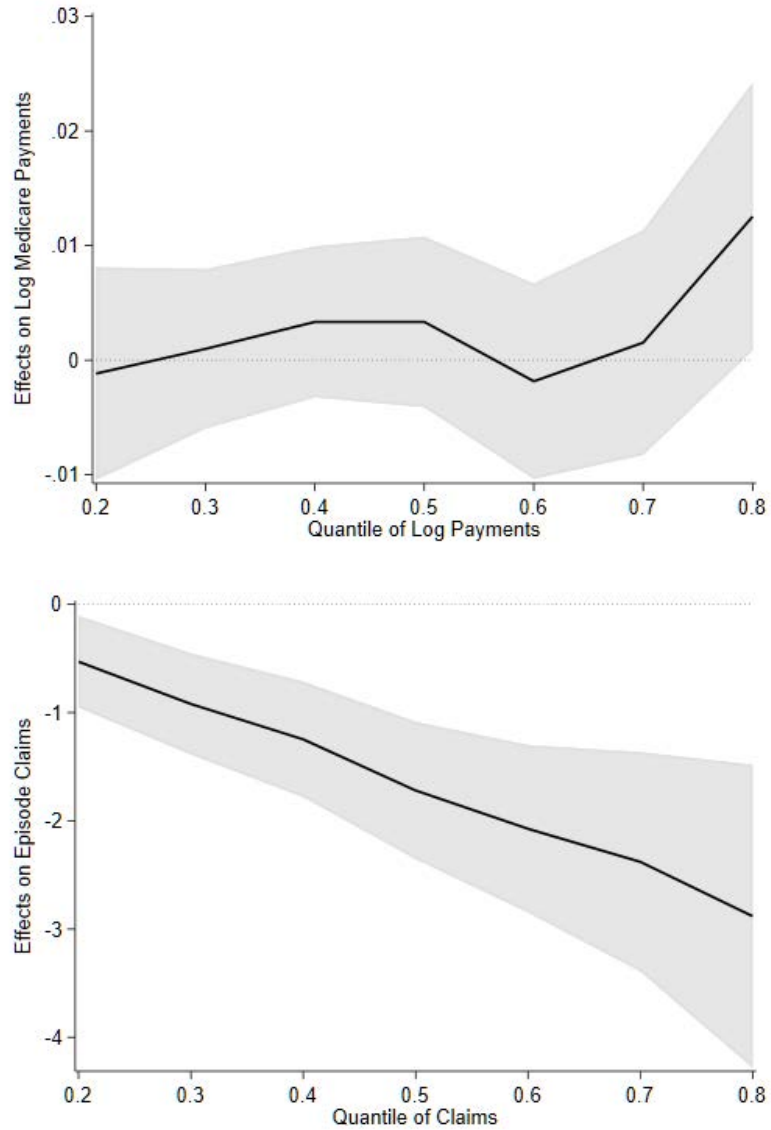 .03
.02
.01
0
-.01
Effects on Log Medicare Payments
0.2 0.3 0.4 0.5 0.6 0.7 0.8
Quantile of Log Payments
0
-1
-2
-3
-4
Effects on Episode Claims
0.2 0.3 0.4 0.5 0.6 0.7 0.8
Quantile of Claims